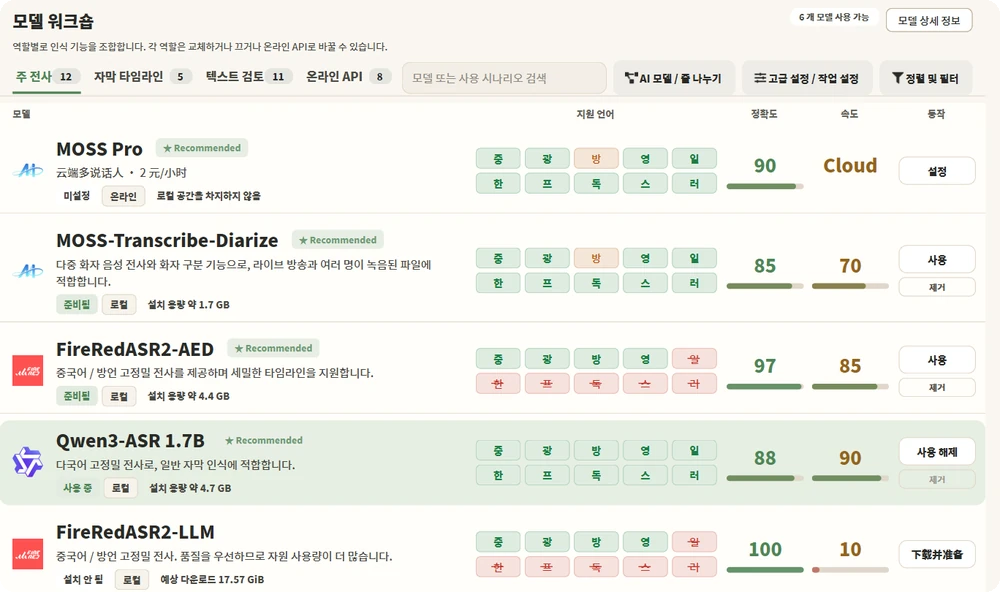 모델 워크숍
6 개 모델 사용 가능
모델 상세 정보
역할별로 인식 기능을 조합합니다. 각 역할은 교체하거나 끄거나 온라인 API로 바꿀 수 있습니다.
주 전사 12
자막 타임라인 5
텍스트 검토 11
온라인 API 8
모델 또는 사용 시나리오 검색
AI 모델 / 줄 나누기
고급 설정 / 작업 설정
정렬 및 필터
모델
지원 언어
정확도
속도
동작
MOSS Pro ★ Recommended
云端多说话人 · 2 元/小时
미설정 온라인 로컬 공간을 차지하지 않음
중 광 방 영 일
한 프 독 스 러
90
Cloud
설정
MOSS-Transcribe-Diarize ★ Recommended
다중 화자 음성 전사와 화자 구분 기능으로, 라이브 방송과 여러 명이 녹음된 파일에
적합합니다.
준비됨 로컬 설치 용량 약 1.7 GB
중 광 방 영 일
한 프 독 스 러
85
70
사용
제거
FireRedASR2-AED ★ Recommended
중국어 / 방언 고정밀 전사를 제공하며 세밀한 타임라인을 지원합니다.
준비됨 로컬 설치 용량 약 4.4 GB
중 광 방 영 일
한 프 독 스 러
97
85
사용
제거
Qwen3-ASR 1.7B ★ Recommended
다국어 고정밀 전사로, 일반 자막 인식에 적합합니다.
사용 중 로컬 설치 용량 약 4.7 GB
중 광 방 영 일
한 프 독 스 러
88
90
사용 해제
제거
FireRedASR2-LLM
중국어 / 방언 고정밀 전사. 품질을 우선하므로 자원 사용량이 더 많습니다.
설치 안 됨 로컬 예상 다운로드 17.57 GiB
중 광 방 영 일
한 프 독 스 러
100
10
下载并准备